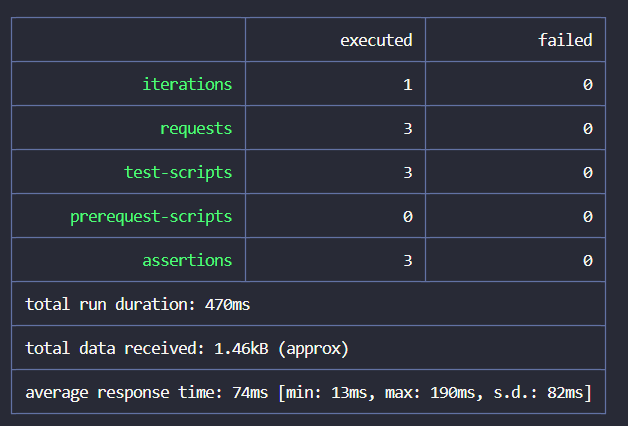 executed failed
iterations 1 0
requests 3 0
test-scripts 3 0
prerequest-scripts 0 0
assertions 3 0
total run duration: 470ms
total data received: 1.46kB (approx)
average response time: 74ms [min: 13ms, max: 190ms, s.d.: 82ms]